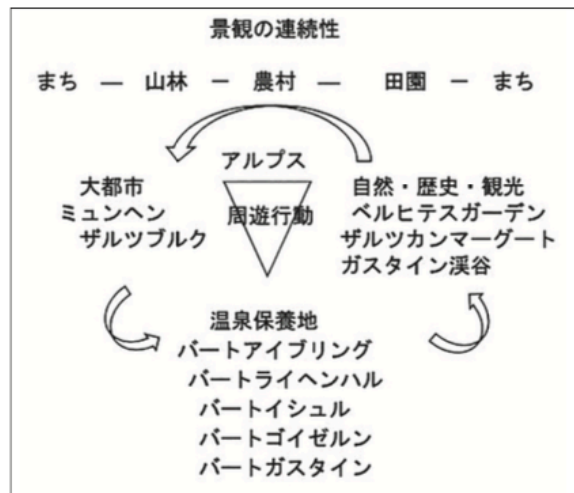 景観の連続性
まち — 山林 — 農村 — 田園 — まち
アルプス
周遊行動
大都市
ミュンヘン
ザルツブルク
自然・歴史・観光
ベルヒテスガーデン
ザルツカンマーグート
ガスタイン渓谷
温泉保養地
バートアイブリング
バートライヘンハル
バートイシュル
バートゴイゼルン
バートガスタイン